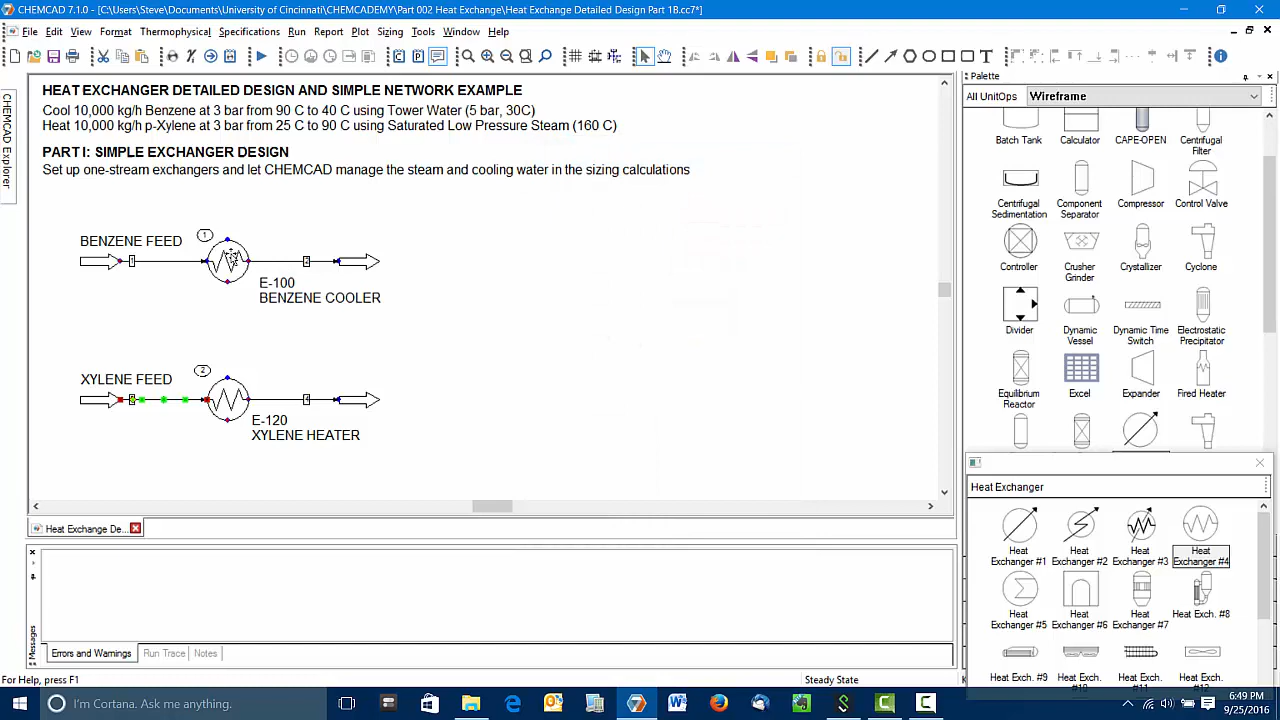 CHEMCAD 7.1.0 - [C:\Users\Steve\Documents\University of Cincinnati\CHEMCADEMY\Part 002 Heat Exchange\Heat Exchange Detailed Design Part 1B.cc7*]
File Edit View Format Thermophysical Specifications Run Report Plot Sizing Tools Window Help
CHEMCAD Explorer
HEAT EXCHANGER DETAILED DESIGN AND SIMPLE NETWORK EXAMPLE
Cool 10,000 kg/h Benzene at 3 bar from 90 C to 40 C using Tower Water (5 bar, 30C)
Heat 10,000 kg/h p-Xylene at 3 bar from 25 C to 90 C using Saturated Low Pressure Steam (160 C)
PART I: SIMPLE EXCHANGER DESIGN
Set up one-stream exchangers and let CHEMCAD manage the steam and cooling water in the sizing calculations
1
BENZENE FEED
1
2
E-100
BENZENE COOLER
2
XYLENE FEED
4
E-120
XYLENE HEATER
Heat Exchange De...
Messages
Errors and Warnings Run Trace Notes
For Help, press F1
Steady State
Palette
All UnitOps Wireframe
Batch Tank Calculator CAPE-OPEN Centrifugal Filter
Centrifugal Sedimentation Component Separator Compressor Control Valve
Controller Crusher Grinder Crystallizer Cyclone
Divider Dynamic Vessel Dynamic Time Switch Electrostatic Precipitator
Equilibrium Reactor Excel Expander Fired Heater
Heat Exchanger
Heat Exchanger #1 Heat Exchanger #2 Heat Exchanger #3 Heat Exchanger #4
Heat Exchanger #5 Heat Exchanger #6 Heat Exchanger #7 Heat Exch. #8
Heat Exch. #9 Heat Exch. Heat Exch. Heat Exch.
I'm Cortana. Ask me anything.
6:49 PM
9/25/2016